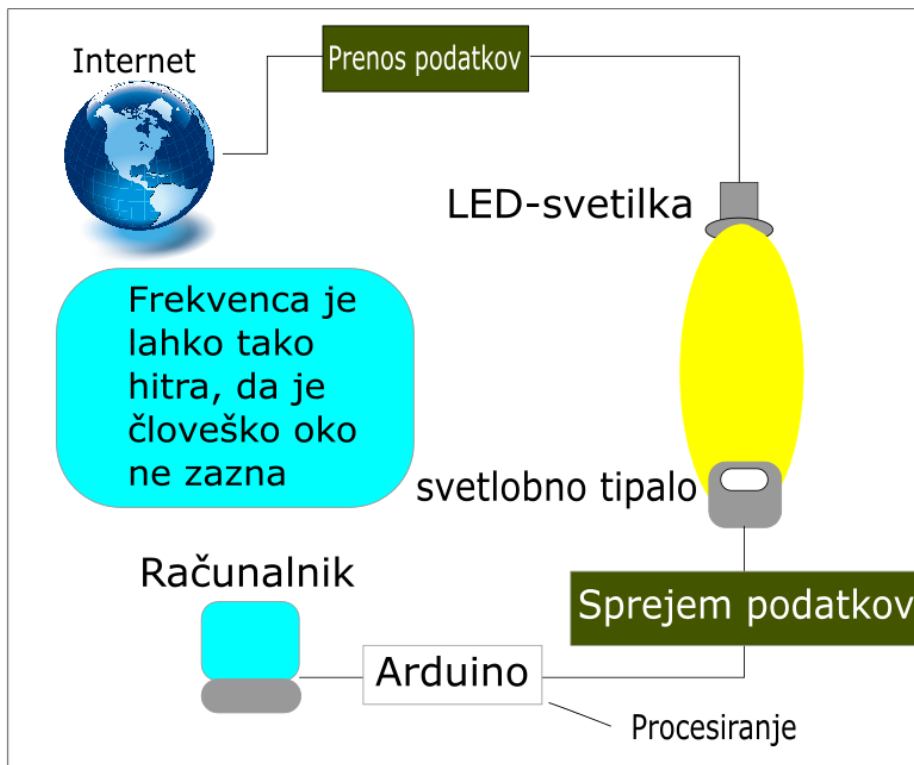 Internet
Prenos podatkov
LED-svetilka
Frekvenca je
lahko tako
hitra, da je
človeško oko
ne zazna
svetlobno tipalo
Računalnik
Sprejem podatkov
Arduino
Procesiranje